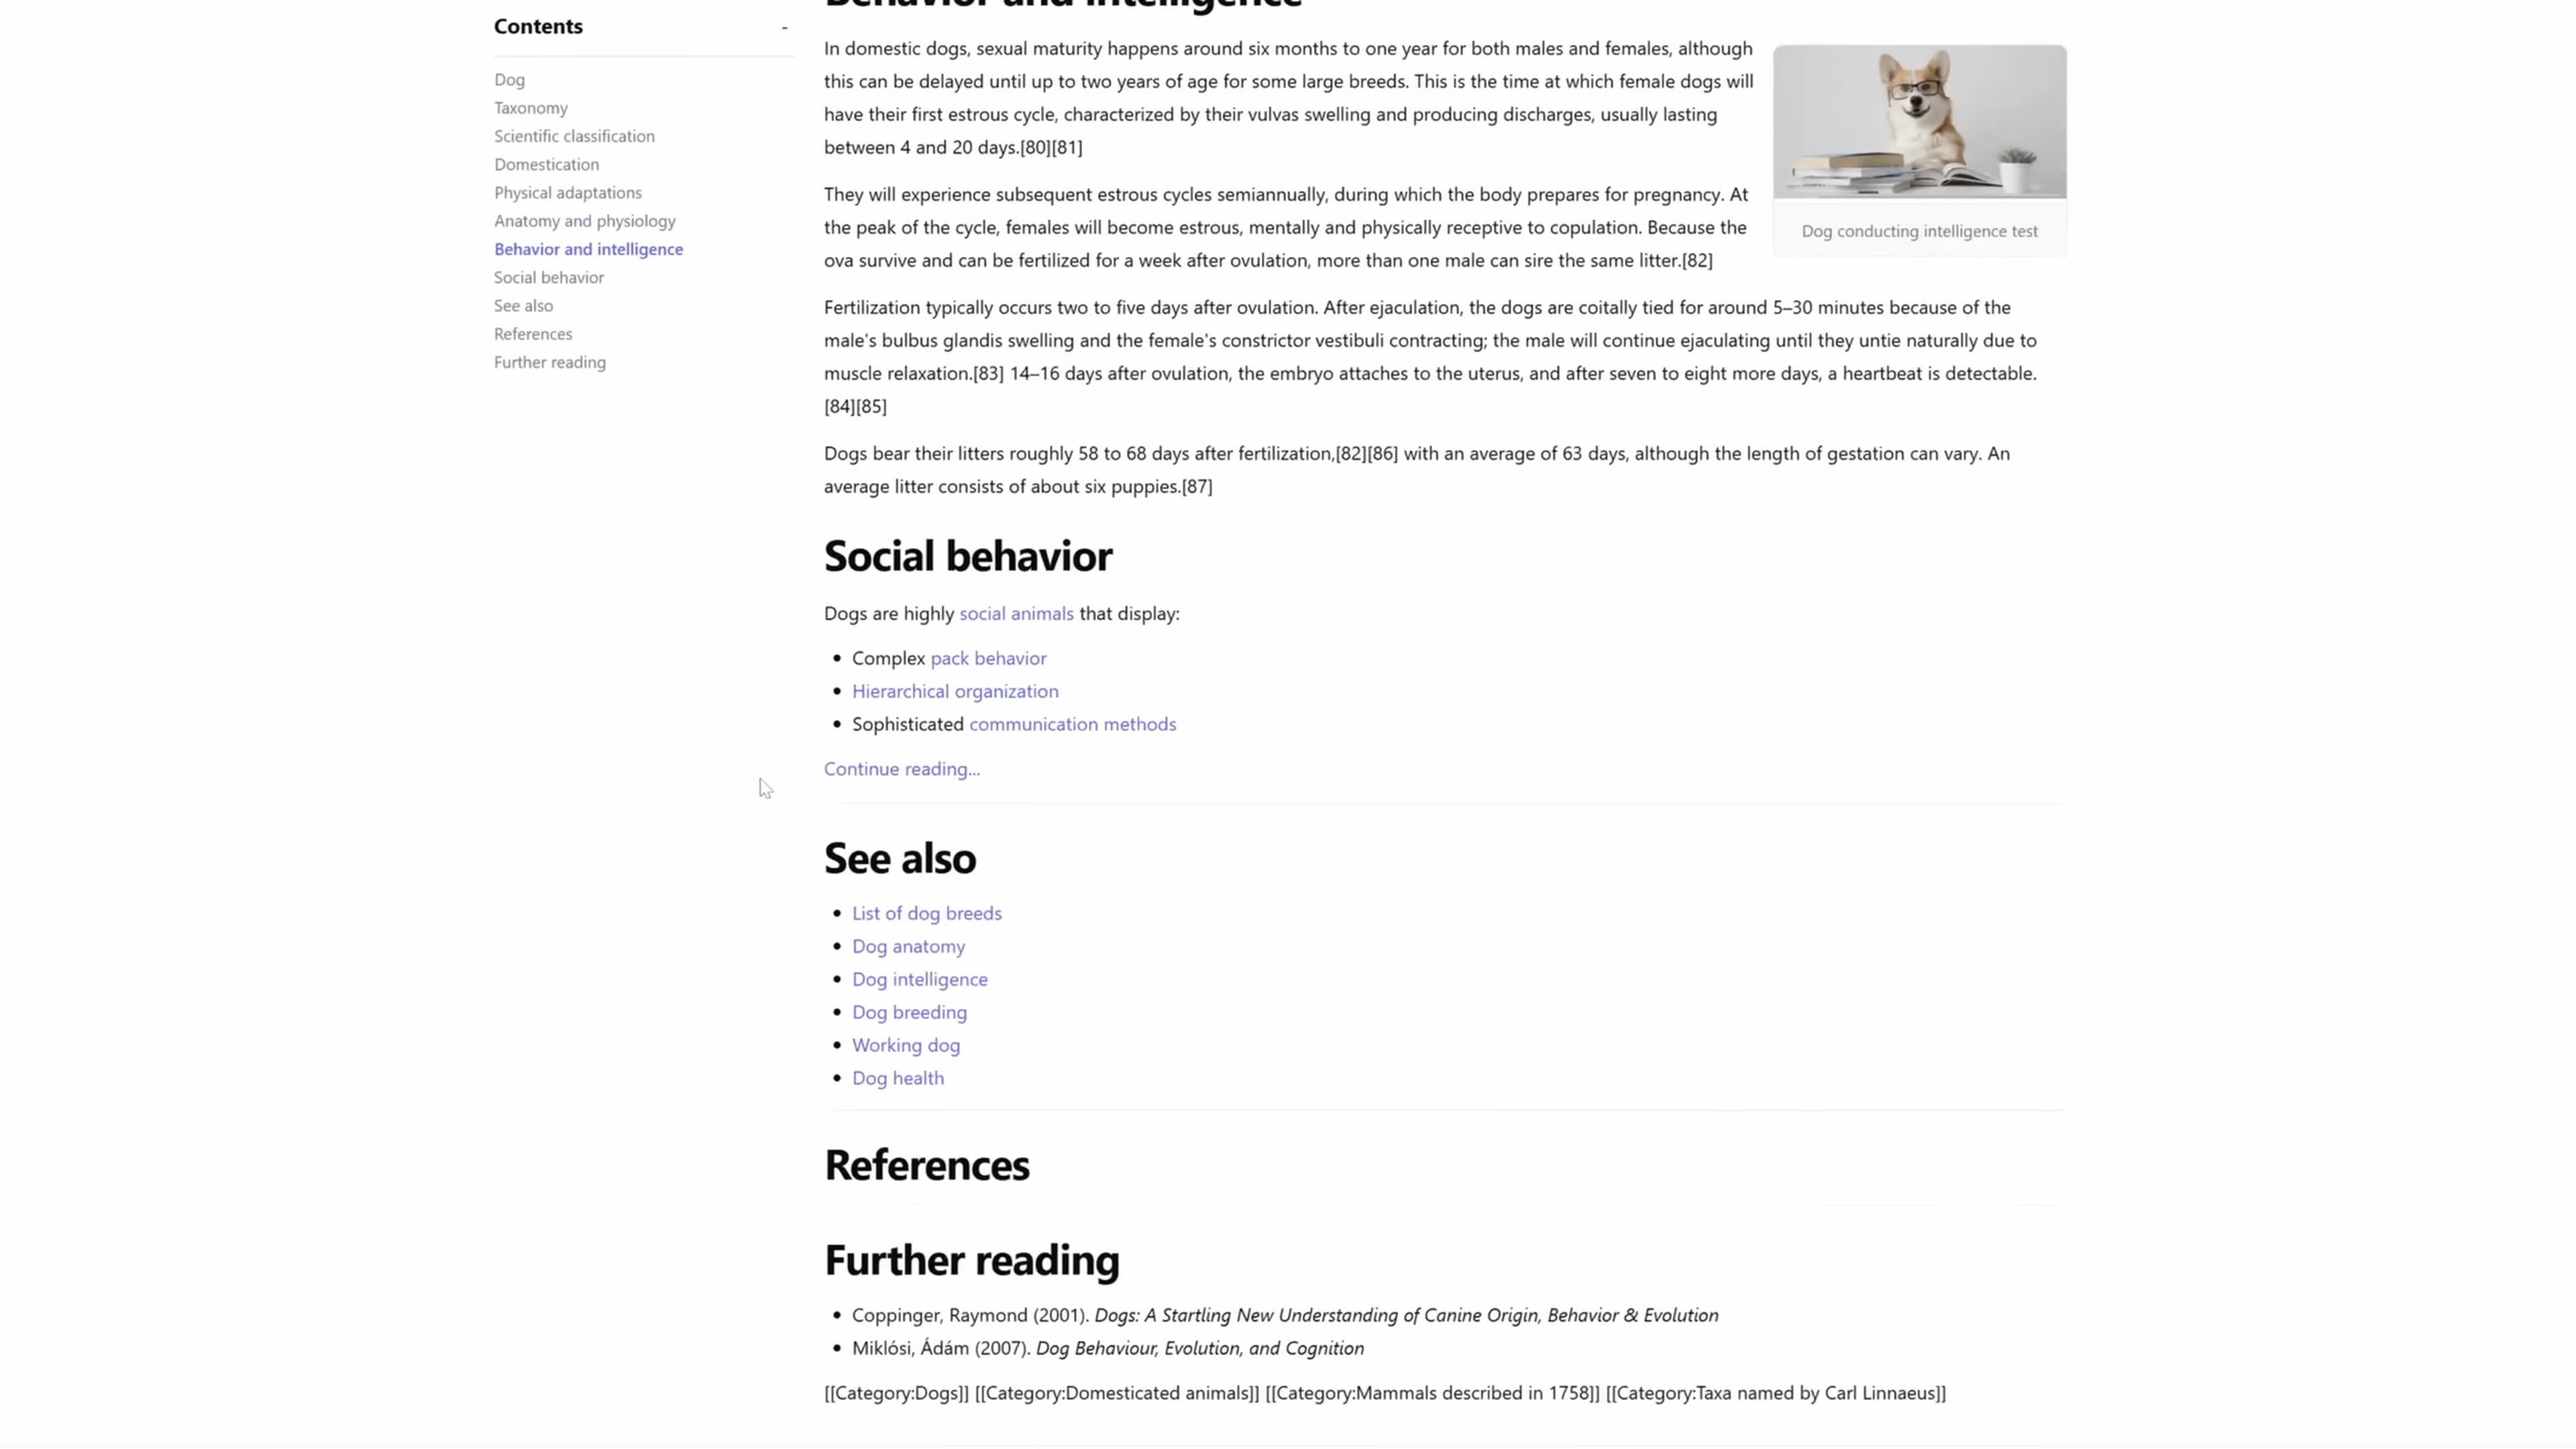 Contents -
Dog
Taxonomy
Scientific classification
Domestication
Physical adaptations
Anatomy and physiology
Behavior and intelligence
Social behavior
See also
References
Further reading
Behavior and intelligence
In domestic dogs, sexual maturity happens around six months to one year for both males and females, although
this can be delayed until up to two years of age for some large breeds. This is the time at which female dogs will
have their first estrous cycle, characterized by their vulvas swelling and producing discharges, usually lasting
between 4 and 20 days.[80][81]
They will experience subsequent estrous cycles semiannually, during which the body prepares for pregnancy. At
the peak of the cycle, females will become estrous, mentally and physically receptive to copulation. Because the
ova survive and can be fertilized for a week after ovulation, more than one male can sire the same litter.[82]
Dog conducting intelligence test
Fertilization typically occurs two to five days after ovulation. After ejaculation, the dogs are coitally tied for around 5–30 minutes because of the
male's bulbus glandis swelling and the female's constrictor vestibuli contracting; the male will continue ejaculating until they untie naturally due to
muscle relaxation.[83] 14–16 days after ovulation, the embryo attaches to the uterus, and after seven to eight more days, a heartbeat is detectable.
[84][85]
Dogs bear their litters roughly 58 to 68 days after fertilization,[82][86] with an average of 63 days, although the length of gestation can vary. An
average litter consists of about six puppies.[87]
Social behavior
Dogs are highly social animals that display:
• Complex pack behavior
• Hierarchical organization
• Sophisticated communication methods
Continue reading...
See also
• List of dog breeds
• Dog anatomy
• Dog intelligence
• Dog breeding
• Working dog
• Dog health
References
Further reading
• Coppinger, Raymond (2001). Dogs: A Startling New Understanding of Canine Origin, Behavior & Evolution
• Miklósi, Ádám (2007). Dog Behaviour, Evolution, and Cognition
[[Category:Dogs]] [[Category:Domesticated animals]] [[Category:Mammals described in 1758]] [[Category:Taxa named by Carl Linnaeus]]